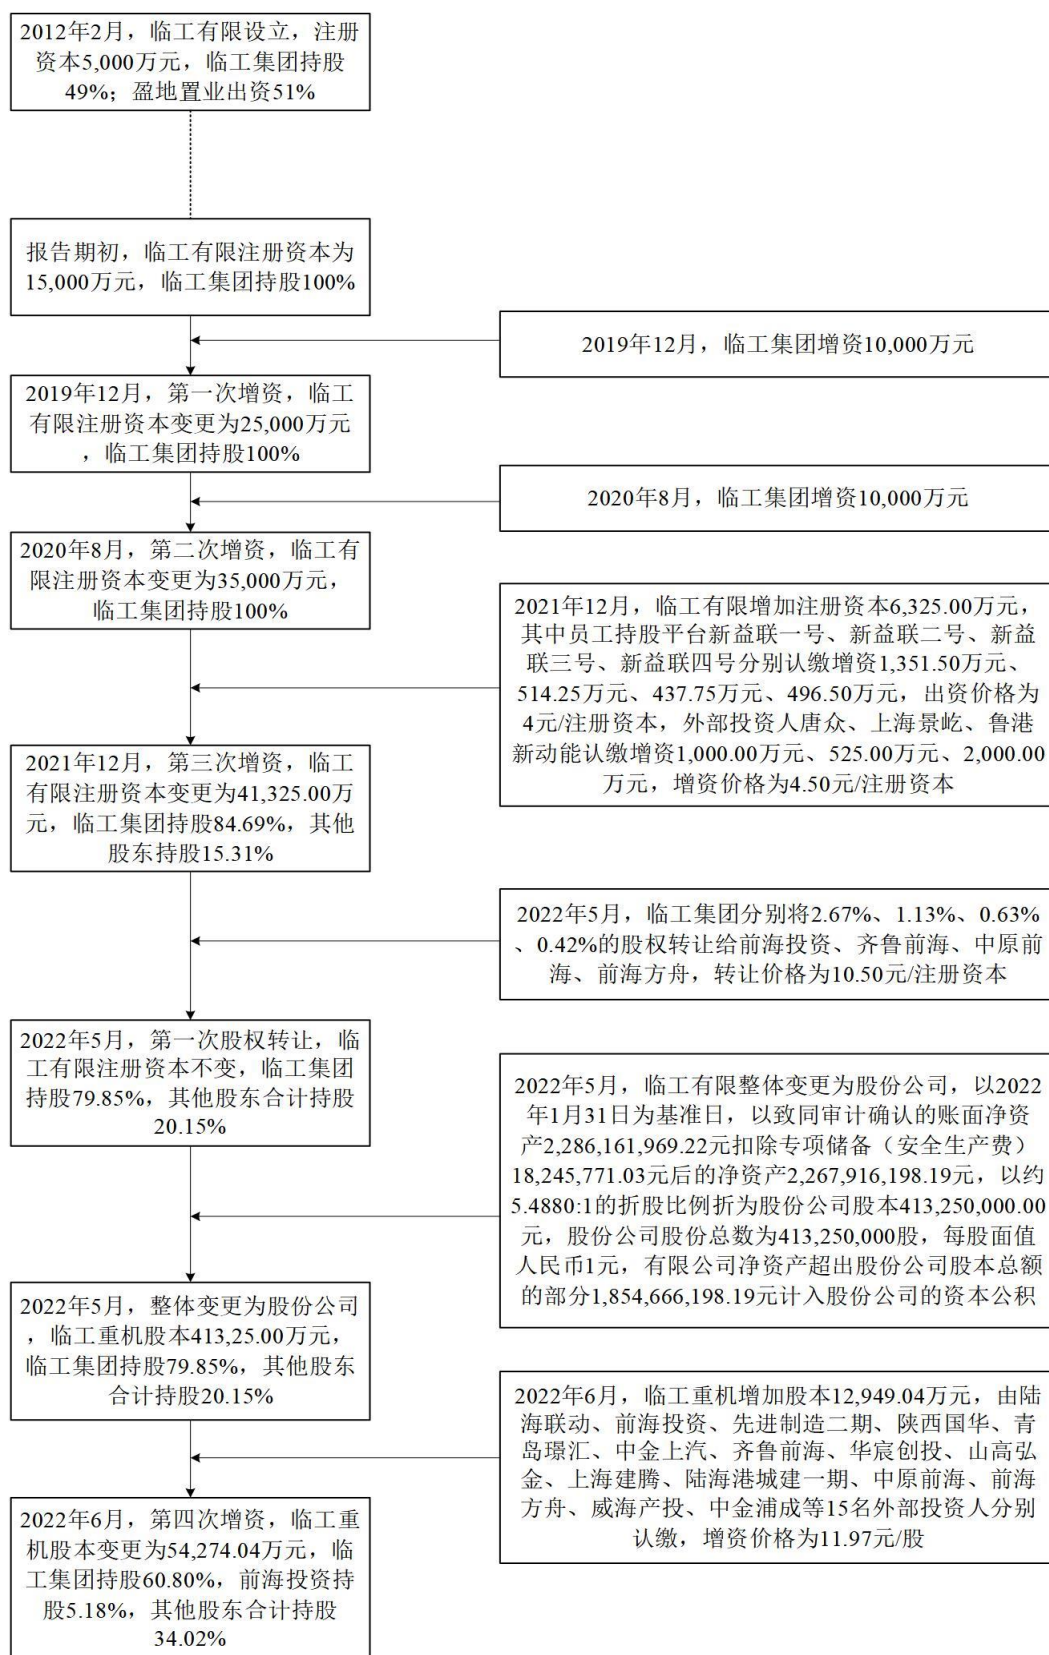 2012年2月，临工有限设立，注册
资本5,000万元，临工集团持股
49%；盈地置业出资51%
报告期初，临工有限注册资本为
15,000万元，临工集团持股100%
2019年12月，临工集团增资10,000万元
2019年12月，第一次增资，临工
有限注册资本变更为25,000万元
，临工集团持股100%
2020年8月，临工集团增资10,000万元
2020年8月，第二次增资，临工有
限注册资本变更为35,000万元，
临工集团持股100%
2021年12月，临工有限增加注册资本6,325.00万元，
其中员工持股平台新益联一号、新益联二号、新益
联三号、新益联四号分别认缴增资1,351.50万元、
514.25万元、437.75万元、496.50万元，出资价格为
4元/注册资本，外部投资人唐众、上海景屹、鲁港
新动能认缴增资1,000.00万元、525.00万元、2,000.00
万元，增资价格为4.50元/注册资本
2021年12月，第三次增资，临工
有限注册资本变更为41,325.00万
元，临工集团持股84.69%，其他
股东持股15.31%
2022年5月，临工集团分别将2.67%、1.13%、0.63%
、0.42%的股权转让给前海投资、齐鲁前海、中原前
海、前海方舟，转让价格为10.50元/注册资本
2022年5月，第一次股权转让，临
工有限注册资本不变，临工集团
持股79.85%，其他股东合计持股
20.15%
2022年5月，临工有限整体变更为股份公司，以2022
年1月31日为基准日，以致同审计确认的账面净资
产2,286,161,969.22元扣除专项储备（安全生产费）
18,245,771.03元后的净资产2,267,916,198.19元，以约
5.4880:1的折股比例折为股份公司股本413,250,000.00
元，股份公司股份总数为413,250,000股，每股面值
人民币1元，有限公司净资产超出股份公司股本总额
的部分1,854,666,198.19元计入股份公司的资本公积
2022年5月，整体变更为股份公司
，临工重机股本413,25.00万元，
临工集团持股79.85%，其他股东
合计持股20.15%
2022年6月，临工重机增加股本12,949.04万元，由陆
海联动、前海投资、先进制造二期、陕西国华、青
岛璟汇、中金上汽、齐鲁前海、华宸创投、山高弘
金、上海建腾、陆海港城建一期、中原前海、前海
方舟、威海产投、中金浦成等15名外部投资人分别
认缴，增资价格为11.97元/股
2022年6月，第四次增资，临工重
机股本变更为54,274.04万元，临
工集团持股60.80%，前海投资持
股5.18%，其他股东合计持股
34.02%